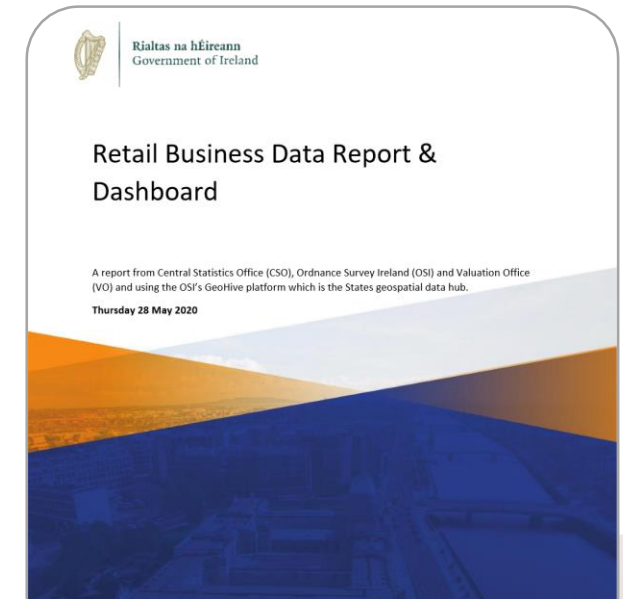 Rialtas na hÉireann
Government of Ireland
Retail Business Data Report &
Dashboard
A report from Central Statistics Office (CSO), Ordnance Survey Ireland (OSI) and Valuation Office
(VO) and using the OSI's GeoHive platform which is the States geospatial data hub.
Thursday 28 May 2020